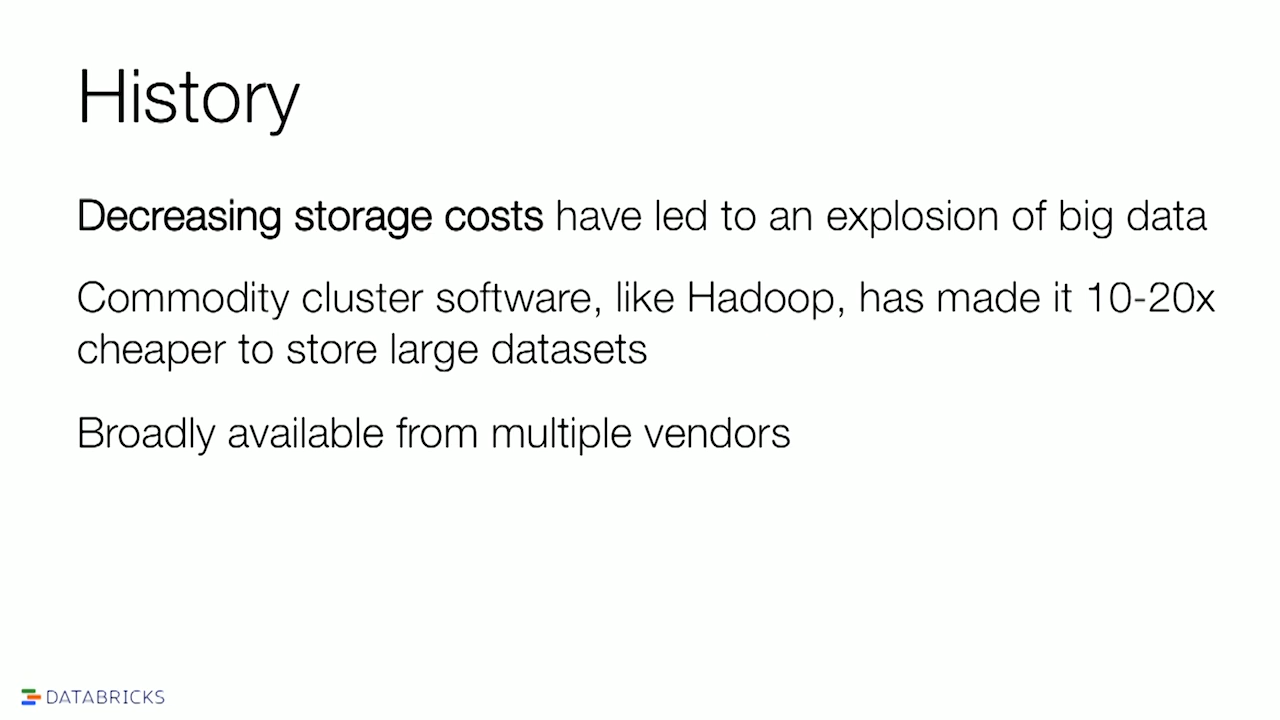 History
Decreasing storage costs have led to an explosion of big data
Commodity cluster software, like Hadoop, has made it 10-20x
cheaper to store large datasets
Broadly available from multiple vendors
DATABRICKS